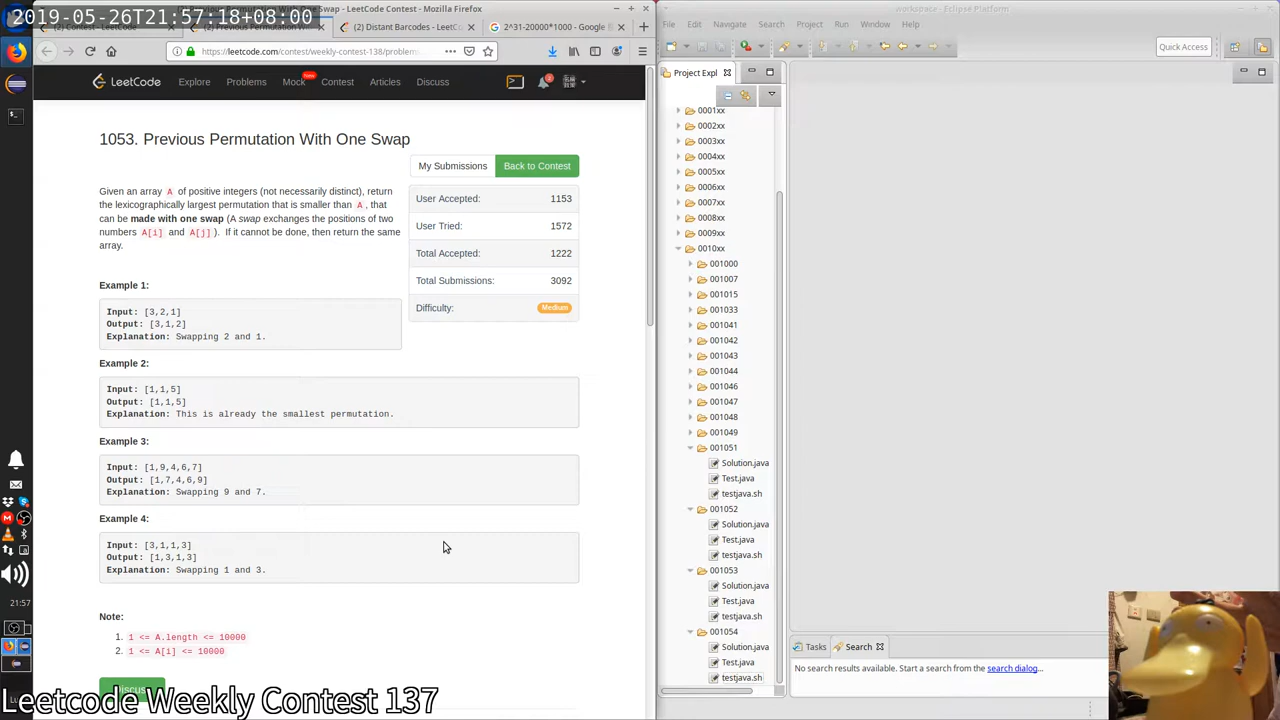 2019-05-26T21:57:18+08:00
LeetCode Contest - Mozilla Firefox
workspace - Eclipse Platform
(2) Distant Barcodes - LeetCo
2^31-20000*1000 - Google
File Edit Navigate Search Project Run Window Help
https://leetcode.com/contest/weekly-contest-138/problem
Quick Access
LeetCode Explore Problems Mock New Contest Articles Discuss
Project Expl
1053. Previous Permutation With One Swap
My Submissions Back to Contest
Given an array A of positive integers (not necessarily distinct), return
the lexicographically largest permutation that is smaller than A, that
can be made with one swap (A swap exchanges the positions of two
numbers A[i] and A[j]). If it cannot be done, then return the same
array.
User Accepted: 1153
User Tried: 1572
Total Accepted: 1222
Total Submissions: 3092
Difficulty: Medium
Example 1:
Input: [3,2,1]
Output: [3,1,2]
Explanation: Swapping 2 and 1.
Example 2:
Input: [1,1,5]
Output: [1,1,5]
Explanation: This is already the smallest permutation.
Example 3:
Input: [1,9,4,6,7]
Output: [1,7,4,6,9]
Explanation: Swapping 9 and 7.
Example 4:
Input: [3,1,1,3]
Output: [1,3,1,3]
Explanation: Swapping 1 and 3.
Note:
1. 1 <= A.length <= 10000
2. 1 <= A[i] <= 10000
Discuss
21:57
0001xx
0002xx
0003xx
0004xx
0005xx
0006xx
0007xx
0008xx
0009xx
0010xx
001000
001007
001015
001033
001041
001042
001043
001044
001046
001047
001048
001049
001051
Solution.java
Test.java
testjava.sh
001052
Solution.java
Test.java
testjava.sh
001053
Solution.java
Test.java
testjava.sh
001054
Solution.java
Test.java
testjava.sh
Tasks Search
No search results available. Start a search from the search dialog...
Leetcode Weekly Contest 137